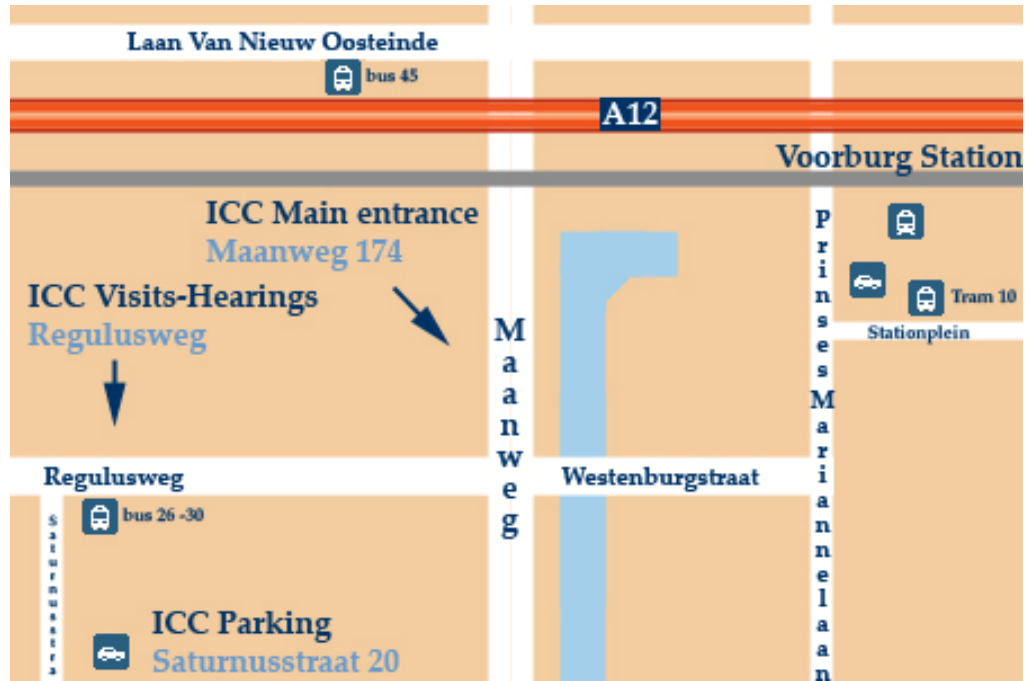 Laan Van Nieuw Oosteinde
bus 45
A12
Voorburg Station
ICC Main entrance
Maanweg 174
ICC Visits-Hearings
Regulusweg
Maanweg
Prinses Mariannelaan
Tram 10
Stationplein
Regulusweg
Westenburgstraat
bus 26 -30
Saturnusstra
ICC Parking
Saturnusstraat 20